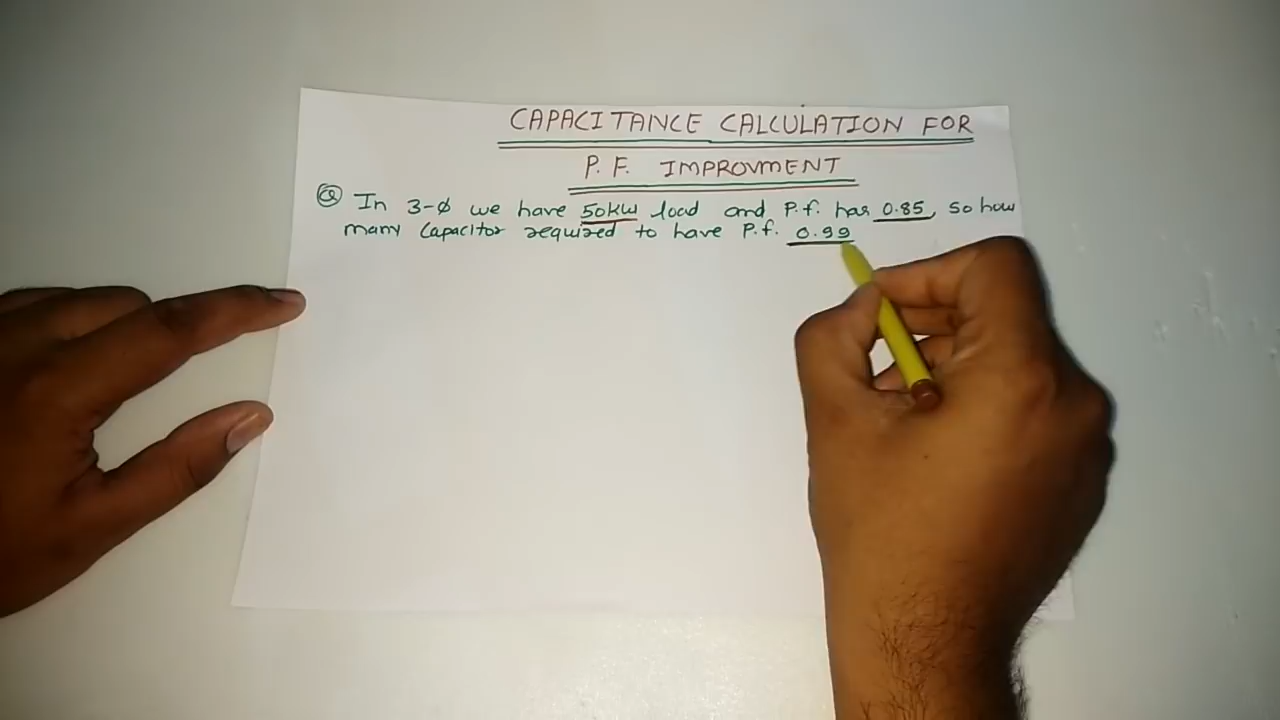 CAPACITANCE CALCULATION FOR
P.F. IMPROVMENT
Q In 3-ϕ we have 50kW load and P.f. has 0.85, So how
many Capacitor required to have P.f. 0.99